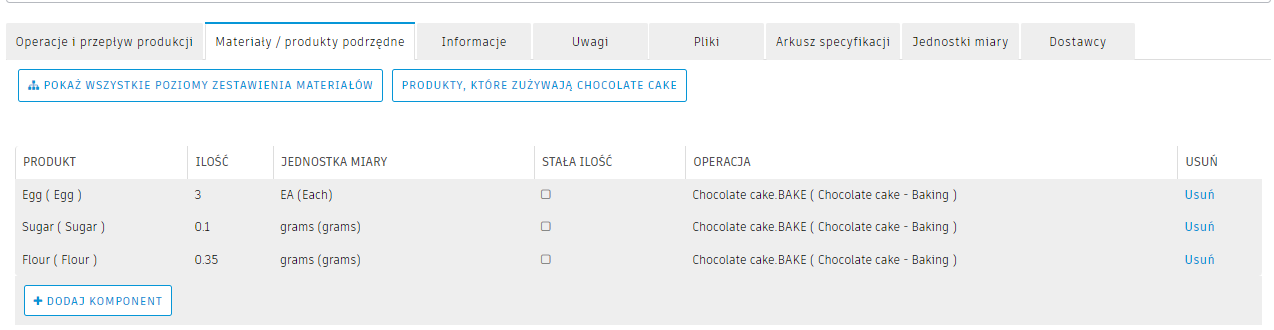 Operacje i przepływ produkcji Materiały / produkty podrzędne Informacje Uwagi Pliki Arkusz specyfikacji Jednostki miary Dostawcy
POKAŻ WSZYSTKIE POZIOMY ZESTAWIENIA MATERIAŁÓW PRODUKTY, KTÓRE ZUŻYWAJĄ CHOCOLATE CAKE
PRODUKT ILOŚĆ JEDNOSTKA MIARY STAŁA ILOŚĆ OPERACJA USUŃ
Egg ( Egg ) 3 EA (Each) Chocolate cake.BAKE ( Chocolate cake - Baking ) Usuń
Sugar ( Sugar ) 0.1 grams (grams) Chocolate cake.BAKE ( Chocolate cake - Baking ) Usuń
Flour ( Flour ) 0.35 grams (grams) Chocolate cake.BAKE ( Chocolate cake - Baking ) Usuń
+ DODAJ KOMPONENT